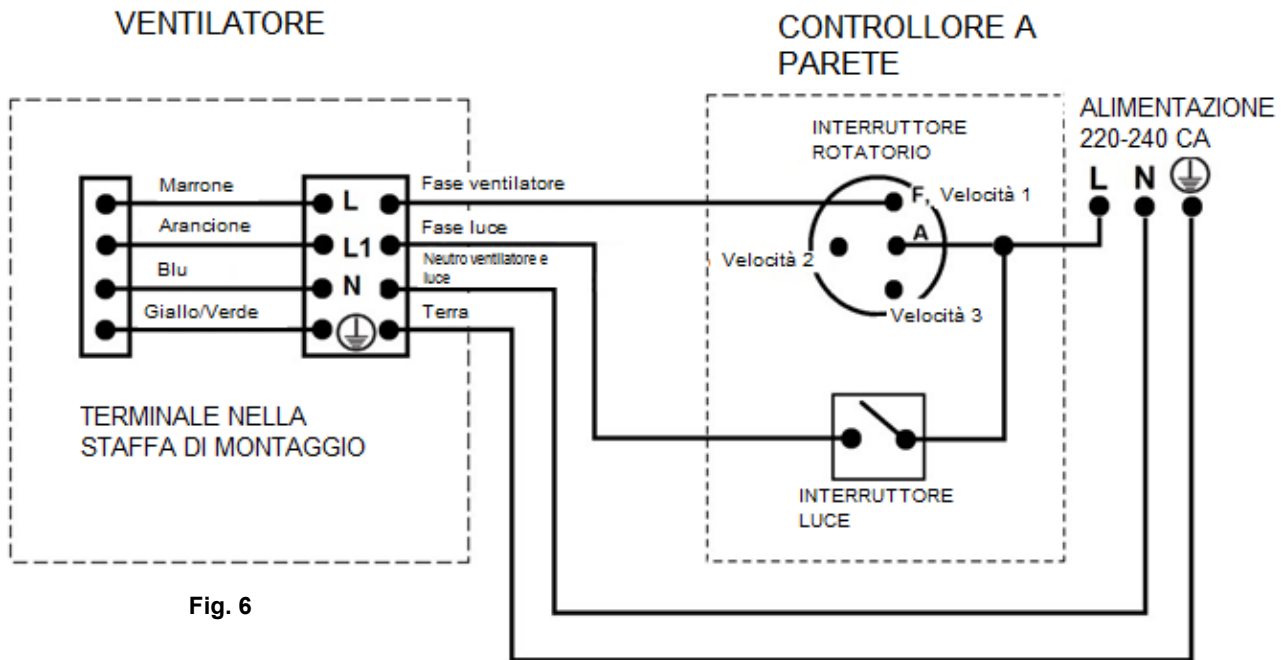 VENTILATORE
CONTROLLORE A
PARETE
ALIMENTAZIONE
220-240 CA
INTERRUTTORE
ROTATORIO
L N
Marrone
L
Fase ventilatore
F, Velocità 1
Arancione
L1
Fase luce
A
Blu
N
Neutro ventilatore e
luce
Velocità 2
Giallo/Verde
Terra
Velocità 3
TERMINALE NELLA
STAFFA DI MONTAGGIO
INTERRUTTORE
LUCE
Fig. 6